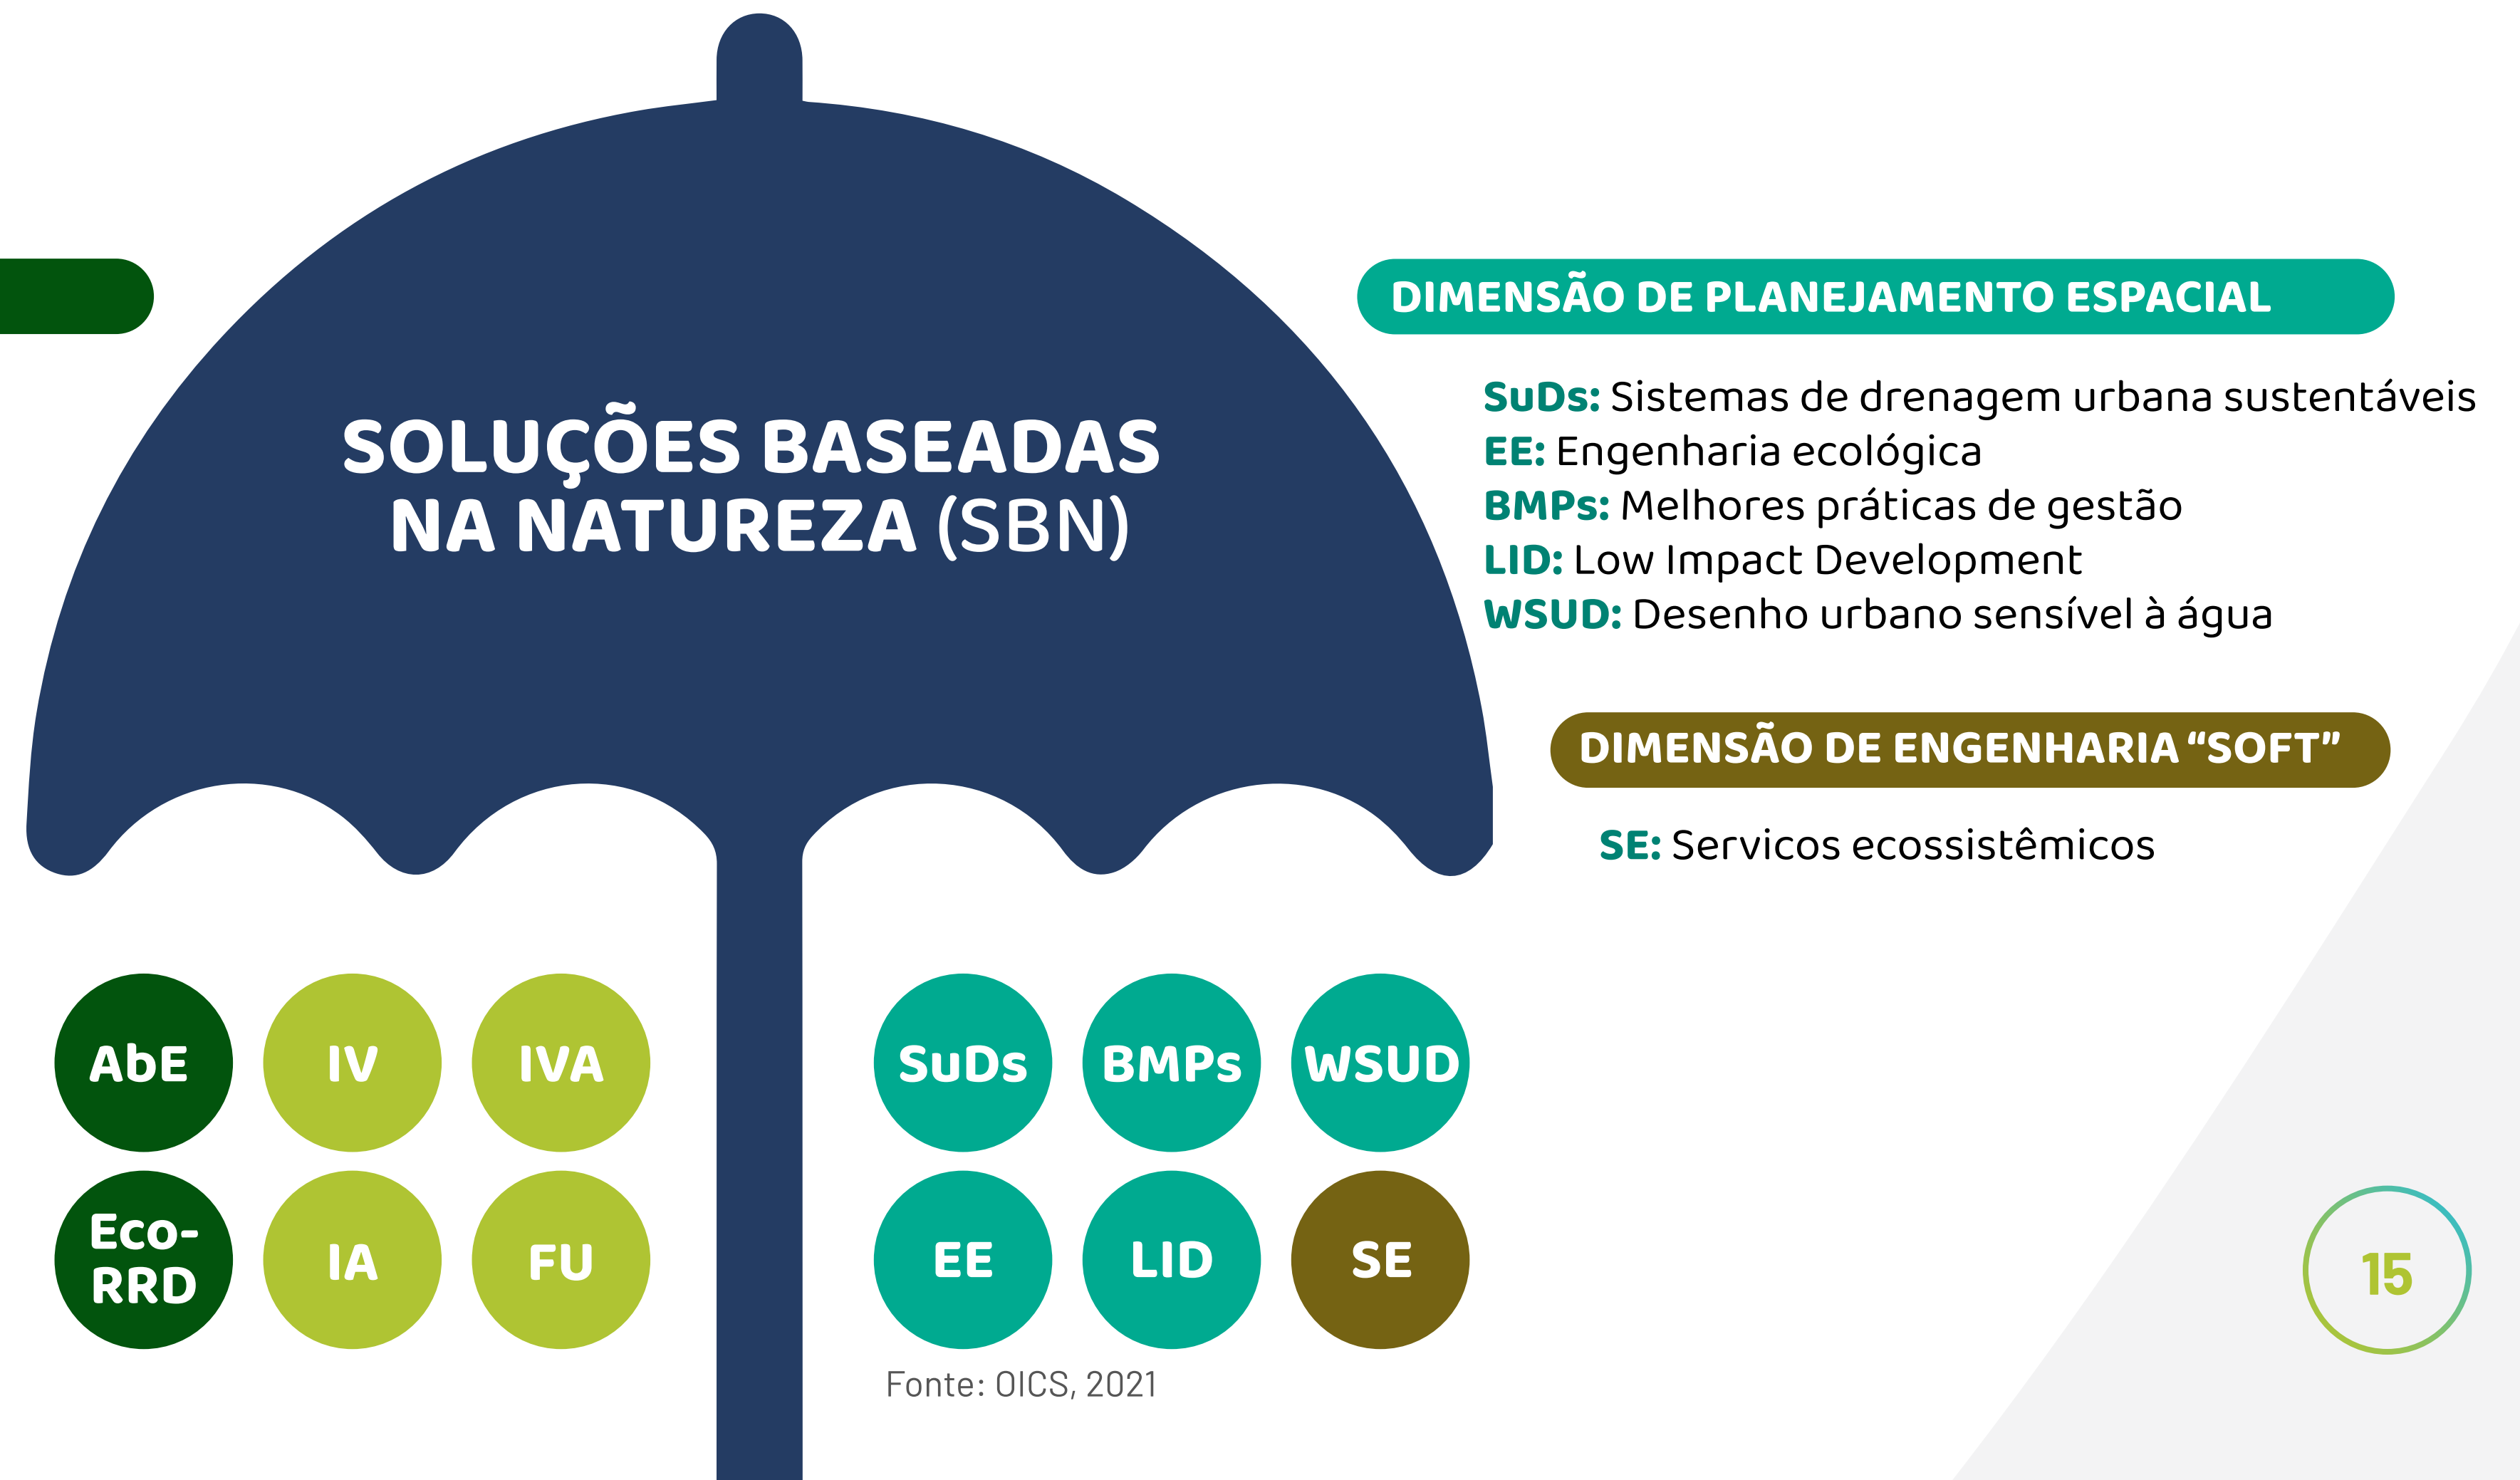 SOLUÇÕES BASEADAS
NA NATUREZA (SBN)
DIMENSÃO DE PLANEJAMENTO ESPACIAL
SuDs: Sistemas de drenagem urbana sustentáveis
EE: Engenharia ecológica
BMPs: Melhores práticas de gestão
LID: Low Impact Development
WSUD: Desenho urbano sensível à água
DIMENSÃO DE ENGENHARIA “SOFT”
SE: Servicos ecossistêmicos
AbE IV IVA SuDs BMPs WSUD
Eco-
RRD IA FU EE LID SE
Fonte: OICS, 2021
15